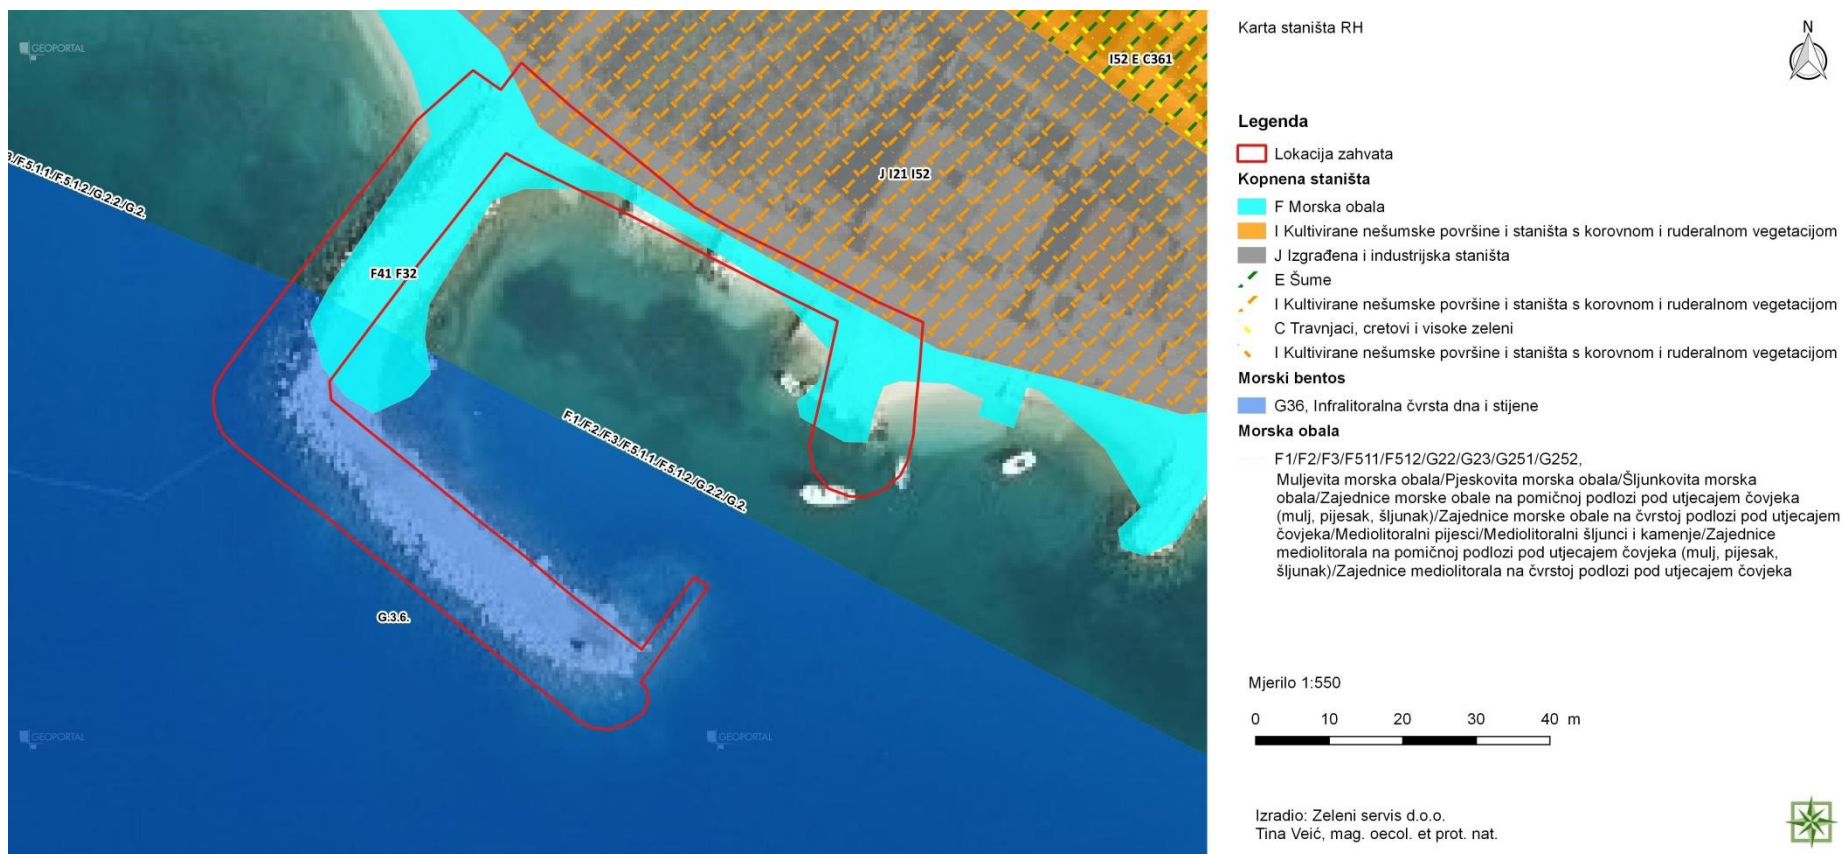 GEOPORTAL
I52 E C361
J I21 I52
3./F.5.1.1./F.5.1.2./G.2.2./G.2.
F41 F32
F.1./F.2./F.3./F.5.1.1./F.5.1.2./G.2.2./G.2.
G.3.6.
GEOPORTAL
GEOPORTAL
Karta staništa RH
N
Legenda
Lokacija zahvata
Kopnena staništa
F Morska obala
I Kultivirane nešumske površine i staništa s korovnom i ruderalnom vegetacijom
J Izgrađena i industrijska staništa
E Šume
I Kultivirane nešumske površine i staništa s korovnom i ruderalnom vegetacijom
C Travnjaci, cretovi i visoke zeleni
I Kultivirane nešumske površine i staništa s korovnom i ruderalnom vegetacijom
Morski bentos
G36, Infralitoralna čvrsta dna i stijene
Morska obala
F1/F2/F3/F511/F512/G22/G23/G251/G252,
Muljevita morska obala/Pjeskovita morska obala/Šljunkovita morska
obala/Zajednice morske obale na pomičnoj podlozi pod utjecajem čovjeka
(mulj, pijesak, šljunak)/Zajednice morske obale na čvrstoj podlozi pod utjecajem
čovjeka/Mediolitoralni pijesci/Mediolitoralni šljunci i kamenje/Zajednice
mediolitorala na pomičnoj podlozi pod utjecajem čovjeka (mulj, pijesak,
šljunak)/Zajednice mediolitorala na čvrstoj podlozi pod utjecajem čovjeka
Mjerilo 1:550
0 10 20 30 40 m
Izradio: Zeleni servis d.o.o.
Tina Veić, mag. oecol. et prot. nat.